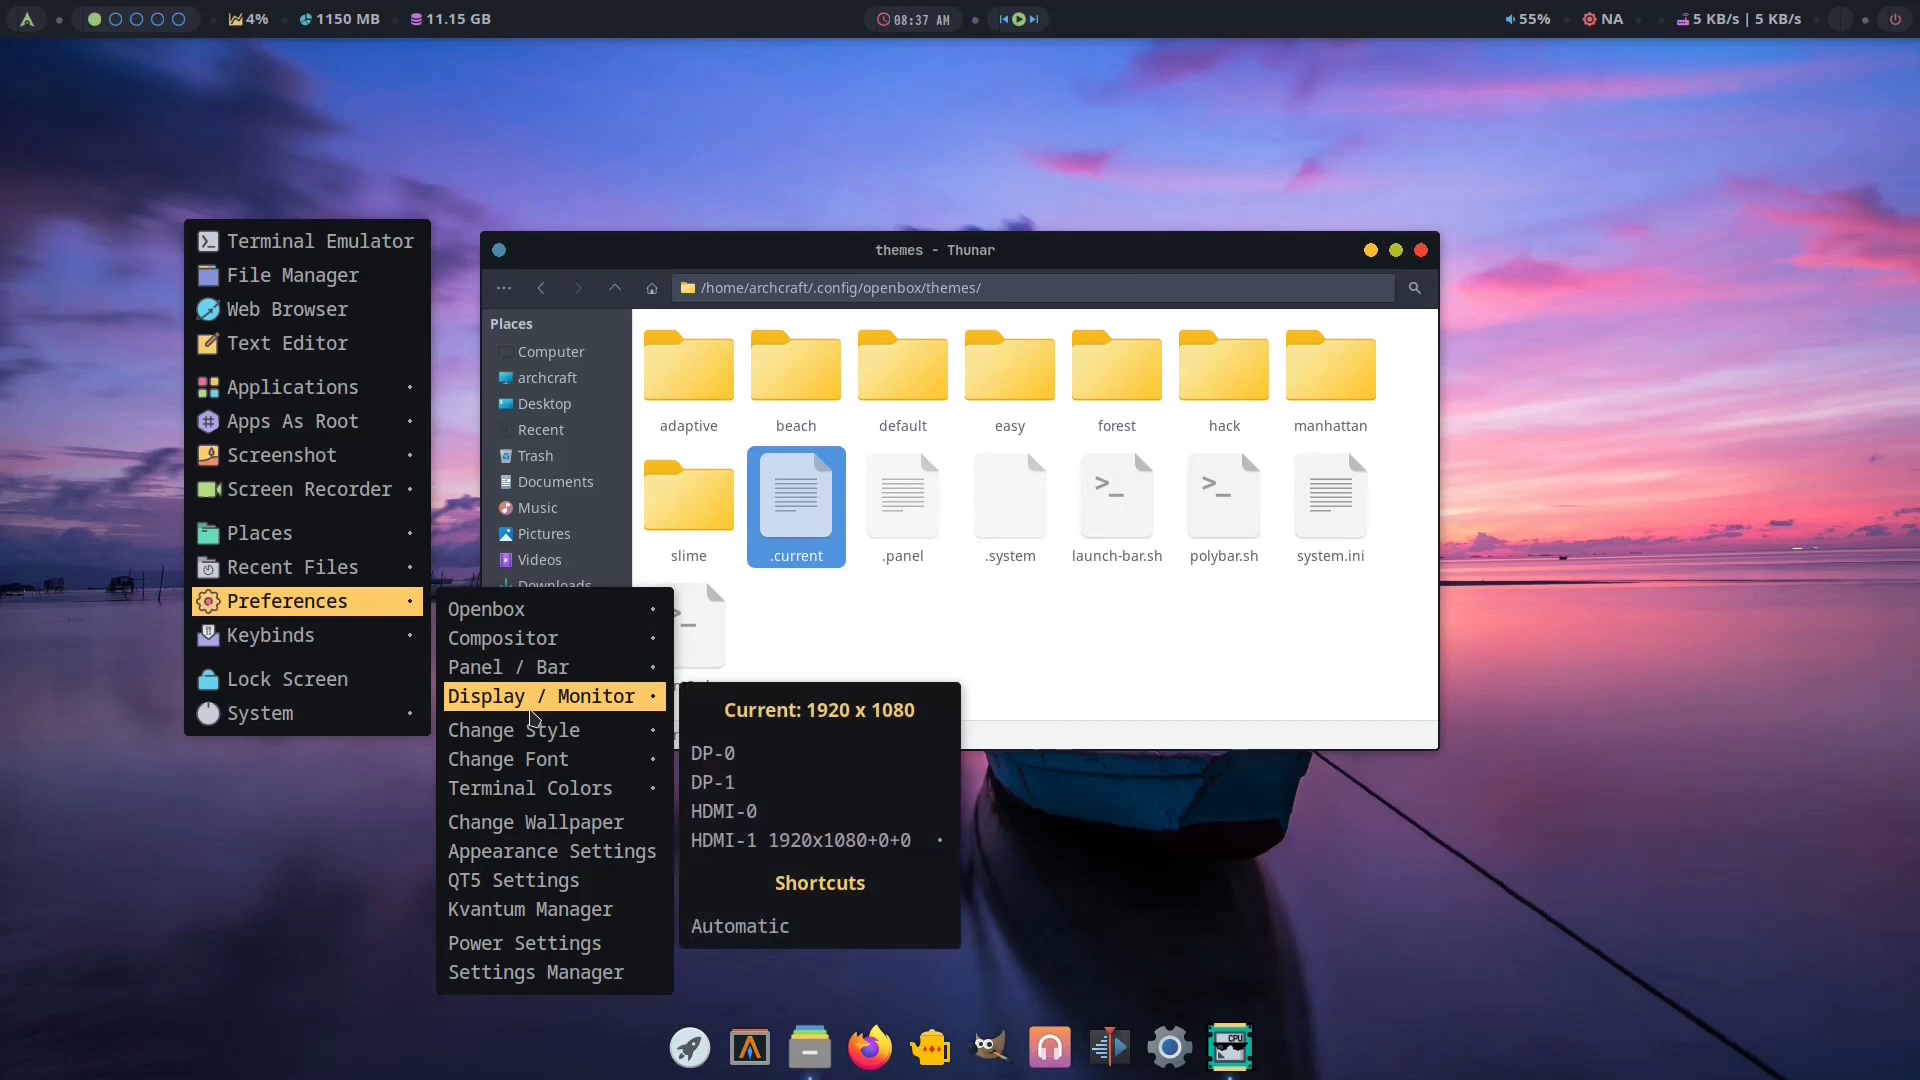 4%
1150 MB
11.15 GB
08:37 AM
55%
NA
5 KB/s | 5 KB/s
Terminal Emulator
File Manager
Web Browser
Text Editor
Applications
Apps As Root
Screenshot
Screen Recorder
Places
Recent Files
Preferences
Keybinds
Lock Screen
System
themes - Thunar
/home/archcraft/.config/openbox/themes/
Places
Computer
archcraft
Desktop
Recent
Trash
Documents
Music
Pictures
Videos
Downloads
adaptive
beach
default
easy
forest
hack
manhattan
slime
.current
.panel
.system
launch-bar.sh
polybar.sh
system.ini
Openbox
Compositor
Panel / Bar
Display / Monitor
Change Style
Change Font
Terminal Colors
Change Wallpaper
Appearance Settings
QT5 Settings
Kvantum Manager
Power Settings
Settings Manager
Current: 1920 x 1080
DP-0
DP-1
HDMI-0
HDMI-1 1920x1080+0+0
Shortcuts
Automatic
CPU